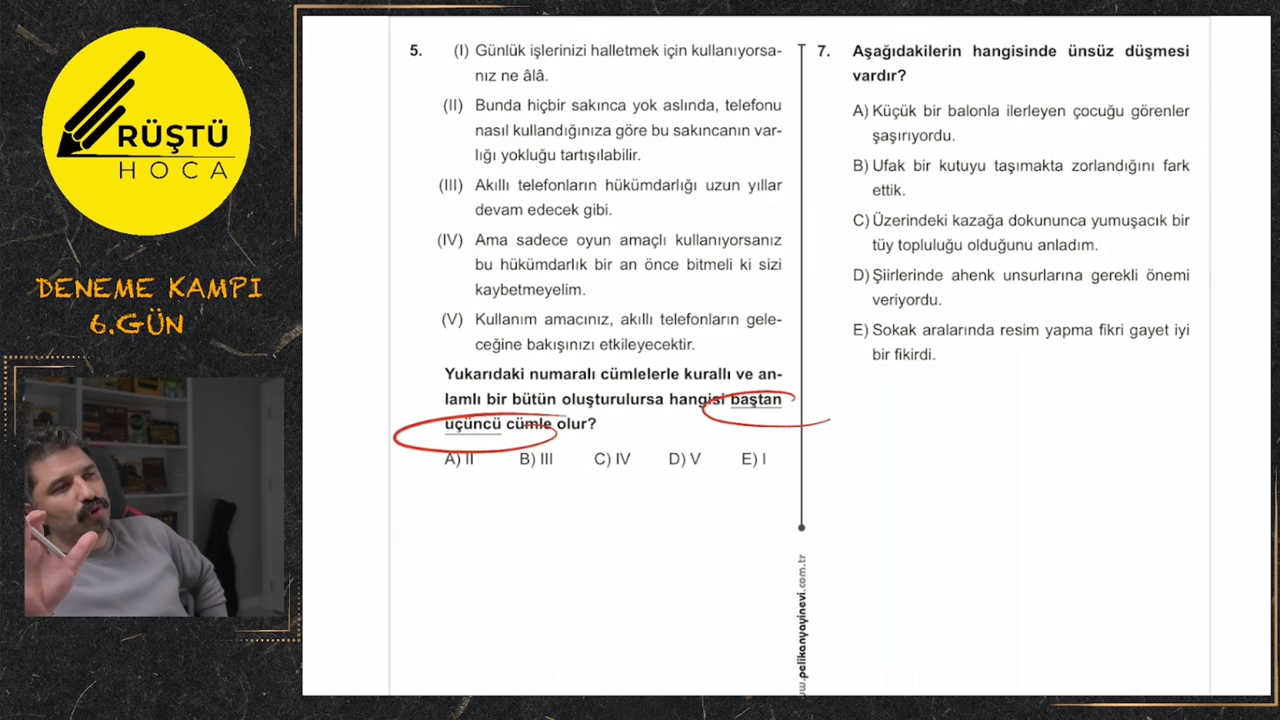 RÜŞTÜ
HOCA
DENEME KAMPI
6.GÜN
5. (I) Günlük işlerinizi halletmek için kullanıyorsa-
nız ne âlâ.
(II) Bunda hiçbir sakınca yok aslında, telefonu
nasıl kullandığınıza göre bu sakıncanın var-
lığı yokluğu tartışılabilir.
(III) Akıllı telefonların hükümdarlığı uzun yıllar
devam edecek gibi.
(IV) Ama sadece oyun amaçlı kullanıyorsanız
bu hükümdarlık bir an önce bitmeli ki sizi
kaybetmeyelim.
(V) Kullanım amacınız, akıllı telefonların gele-
ceğine bakışınızı etkileyecektir.
Yukarıdaki numaralı cümlelerle kurallı ve an-
lamlı bir bütün oluşturulursa hangisi baştan
üçüncü cümle olur?
A) II B) III C) IV D) V E) I
7. Aşağıdakilerin hangisinde ünsüz düşmesi
vardır?
A) Küçük bir balonla ilerleyen çocuğu görenler
şaşırıyordu.
B) Ufak bir kutuyu taşımakta zorlandığını fark
ettik.
C) Üzerindeki kazağa dokununca yumuşacık bir
tüy topluluğu olduğunu anladım.
D) Şiirlerinde ahenk unsurlarına gerekli önemi
veriyordu.
E) Sokak aralarında resim yapma fikri gayet iyi
bir fikirdi.
w.pelikanyayinevi.com.tr